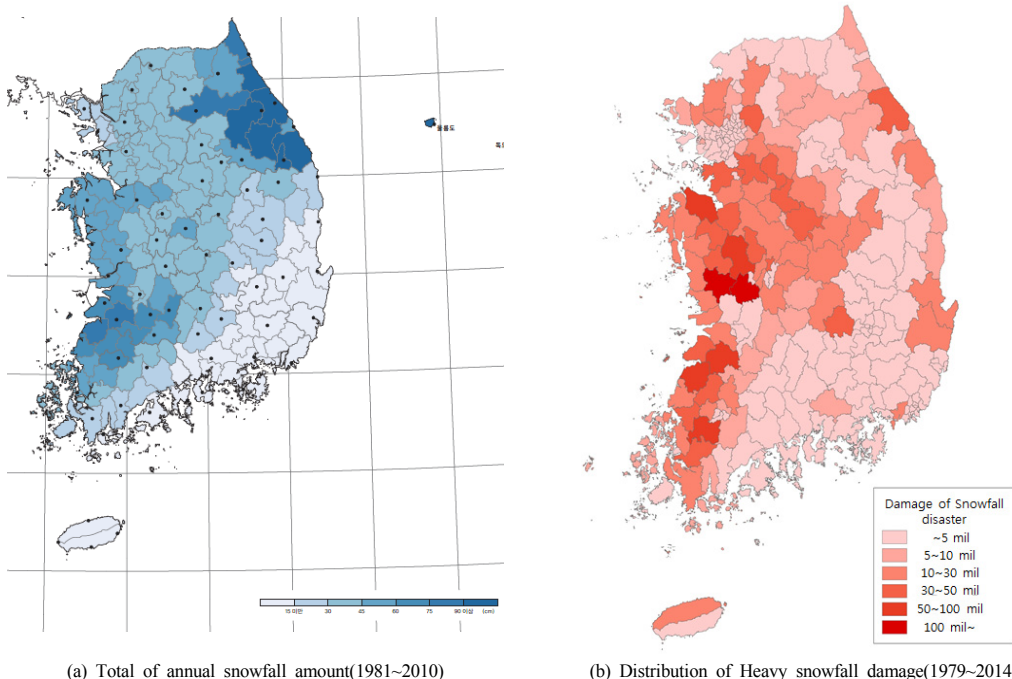 울릉도
독도
15 미만 30 45 60 75 90 이상 (cm)
(a) Total of annual snowfall amount(1981~2010)
Damage of Snowfall
disaster
~5 mil
5~10 mil
10~30 mil
30~50 mil
50~100 mil
100 mil~
(b) Distribution of Heavy snowfall damage(1979~2014